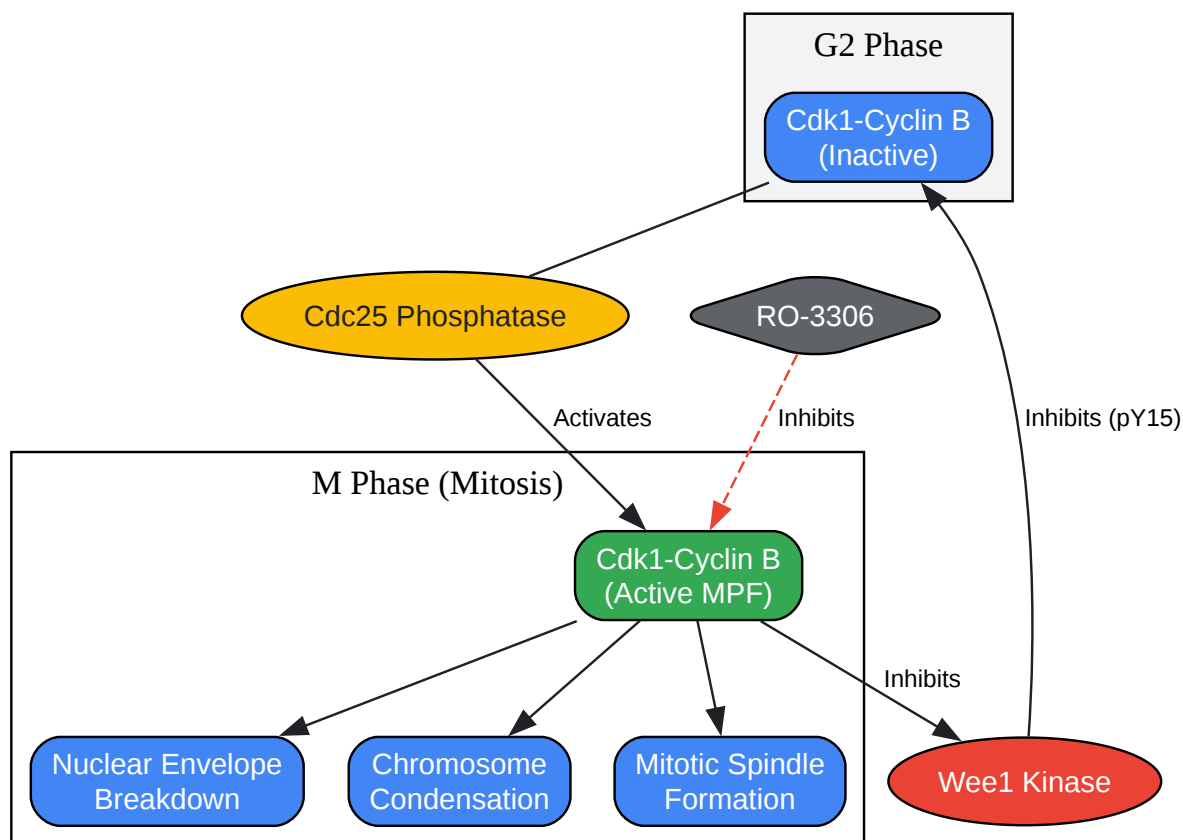 G2 Phase
Cdk1-Cyclin B
(Inactive)
Cdc25 Phosphatase
RO-3306
Activates
Inhibits
Inhibits (pY15)
M Phase (Mitosis)
Cdk1-Cyclin B
(Active MPF)
Inhibits
Nuclear Envelope
Breakdown
Chromosome
Condensation
Mitotic Spindle
Formation
Wee1 Kinase